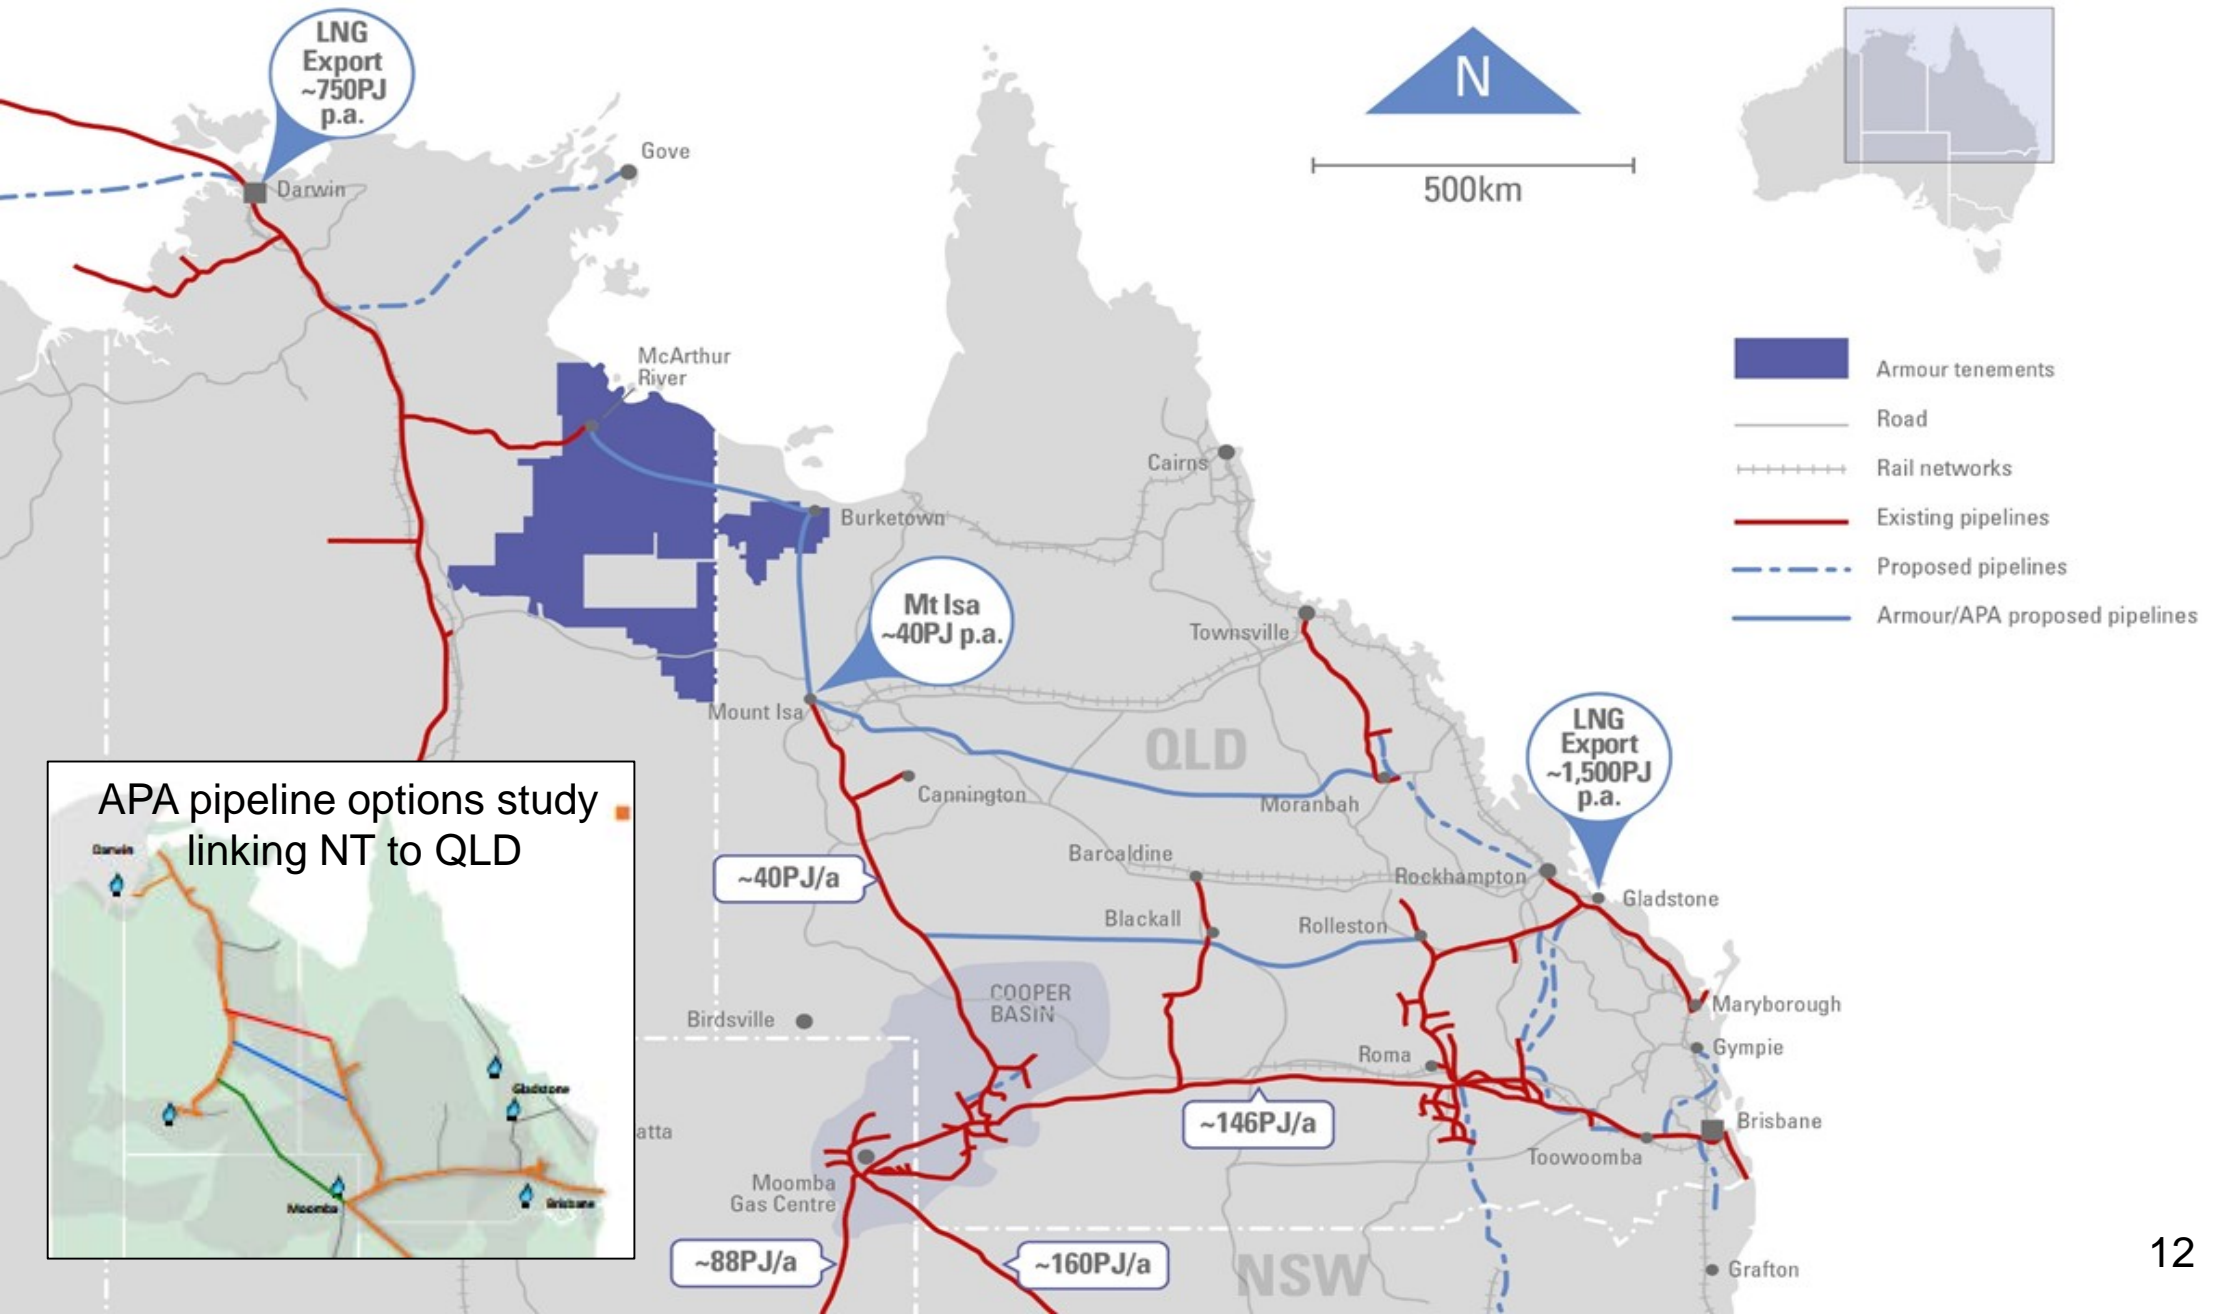 LNG
Export
~750PJ
p.a.
N
500km
Gove
Darwin
McArthur
River
Armour tenements
Road
Rail networks
Existing pipelines
Proposed pipelines
Armour/APA proposed pipelines
Cairns
Burketown
Mt Isa
~40PJ p.a.
Townsville
Mount Isa
QLD
LNG
Export
~1,500PJ
p.a.
Cannington
Moranbah
APA pipeline options study
linking NT to QLD
Darwin
Gladstone
Moomba
Brisbane
~40PJ/a
Barcaldine
Rockhampton
Gladstone
Blackall
Rolleston
COOPER
BASIN
Birdsville
Maryborough
Gympie
Roma
~146PJ/a
Brisbane
atta
Toowoomba
Moomba
Gas Centre
~88PJ/a
~160PJ/a
NSW
Grafton
12